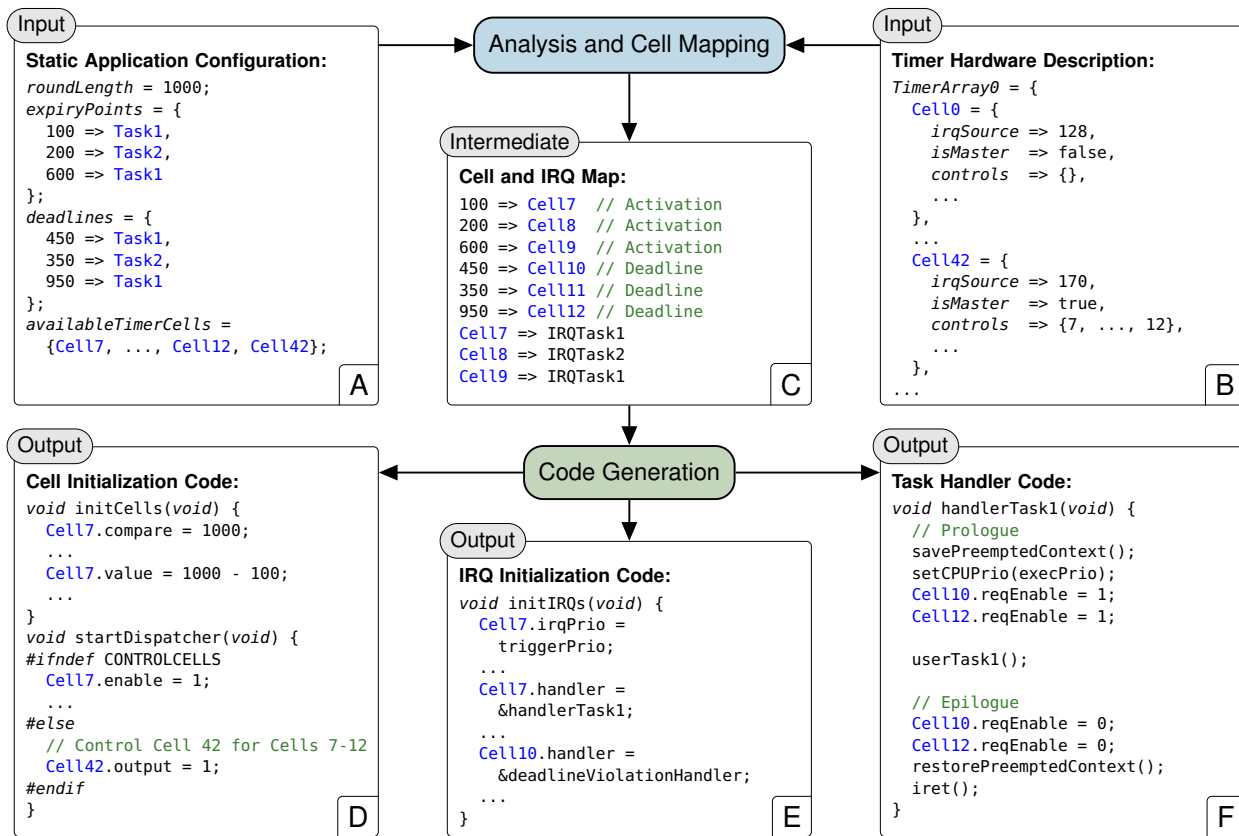 Input
Static Application Configuration:
roundLength = 1000;
expiryPoints = {
100 => Task1,
200 => Task2,
600 => Task1
};
deadlines = {
450 => Task1,
350 => Task2,
950 => Task1
};
availableTimerCells =
{Cell7, ..., Cell12, Cell42};
A
Analysis and Cell Mapping
Input
Timer Hardware Description:
TimerArray0 = {
Cell0 = {
irqSource => 128,
isMaster => false,
controls => {},
...
},
...
Cell42 = {
irqSource => 170,
isMaster => true,
controls => {7, ..., 12},
...
},
...
B
Intermediate
Cell and IRQ Map:
100 => Cell7 // Activation
200 => Cell8 // Activation
600 => Cell9 // Activation
450 => Cell10 // Deadline
350 => Cell11 // Deadline
950 => Cell12 // Deadline
Cell7 => IRQTask1
Cell8 => IRQTask2
Cell9 => IRQTask1
C
Code Generation
Output
Cell Initialization Code:
void initCells(void) {
Cell7.compare = 1000;
...
Cell7.value = 1000 - 100;
...
}
void startDispatcher(void) {
#ifndef CONTROLCELLS
Cell7.enable = 1;
...
#else
// Control Cell 42 for Cells 7-12
Cell42.output = 1;
#endif
}
D
Output
IRQ Initialization Code:
void initIRQs(void) {
Cell7.irqPrio =
triggerPrio;
...
Cell7.handler =
&handlerTask1;
...
Cell10.handler =
&deadlineViolationHandler;
...
}
E
Output
Task Handler Code:
void handlerTask1(void) {
// Prologue
savePreemptedContext();
setCPUPrio(execPrio);
Cell10.reqEnable = 1;
Cell12.reqEnable = 1;
userTask1();
// Epilogue
Cell10.reqEnable = 0;
Cell12.reqEnable = 0;
restorePreemptedContext();
iret();
}
F